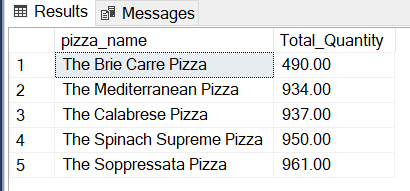 Results Messages
pizza_name Total_Quantity
1 The Brie Carre Pizza 490.00
2 The Mediterranean Pizza 934.00
3 The Calabrese Pizza 937.00
4 The Spinach Supreme Pizza 950.00
5 The Soppressata Pizza 961.00